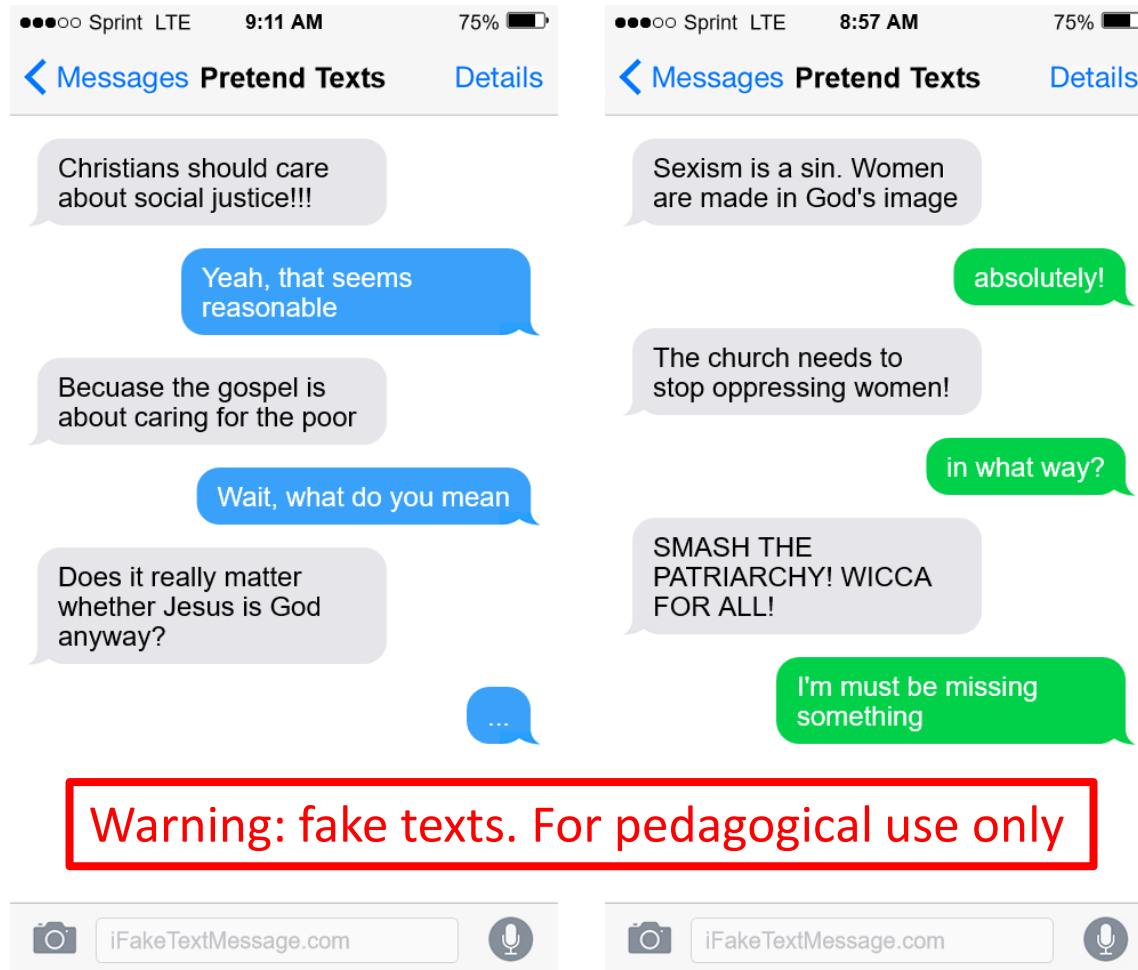 ●●●○○ Sprint LTE 9:11 AM 75%
Messages Pretend Texts Details
Christians should care
about social justice!!!
Yeah, that seems
reasonable
Becuase the gospel is
about caring for the poor
Wait, what do you mean
Does it really matter
whether Jesus is God
anyway?
...
iFakeTextMessage.com
●●●○○ Sprint LTE 8:57 AM 75%
Messages Pretend Texts Details
Sexism is a sin. Women
are made in God's image
absolutely!
The church needs to
stop oppressing women!
in what way?
SMASH THE
PATRIARCHY! WICCA
FOR ALL!
I'm must be missing
something
iFakeTextMessage.com
Warning: fake texts. For pedagogical use only